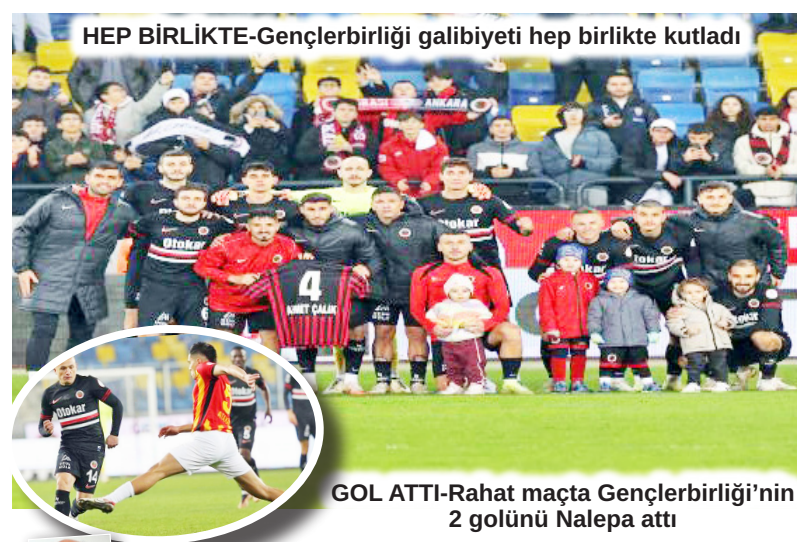 HEP BİRLİKTE-Gençlerbirliği galibiyeti hep birlikte kutladı
ANKARA
Otokar
Otokar
Otokar
4
AHMET ÇALIK
Otokar
14
GOL ATTI-Rahat maçta Gençlerbirliği’nin
2 golünü Nalepa attı